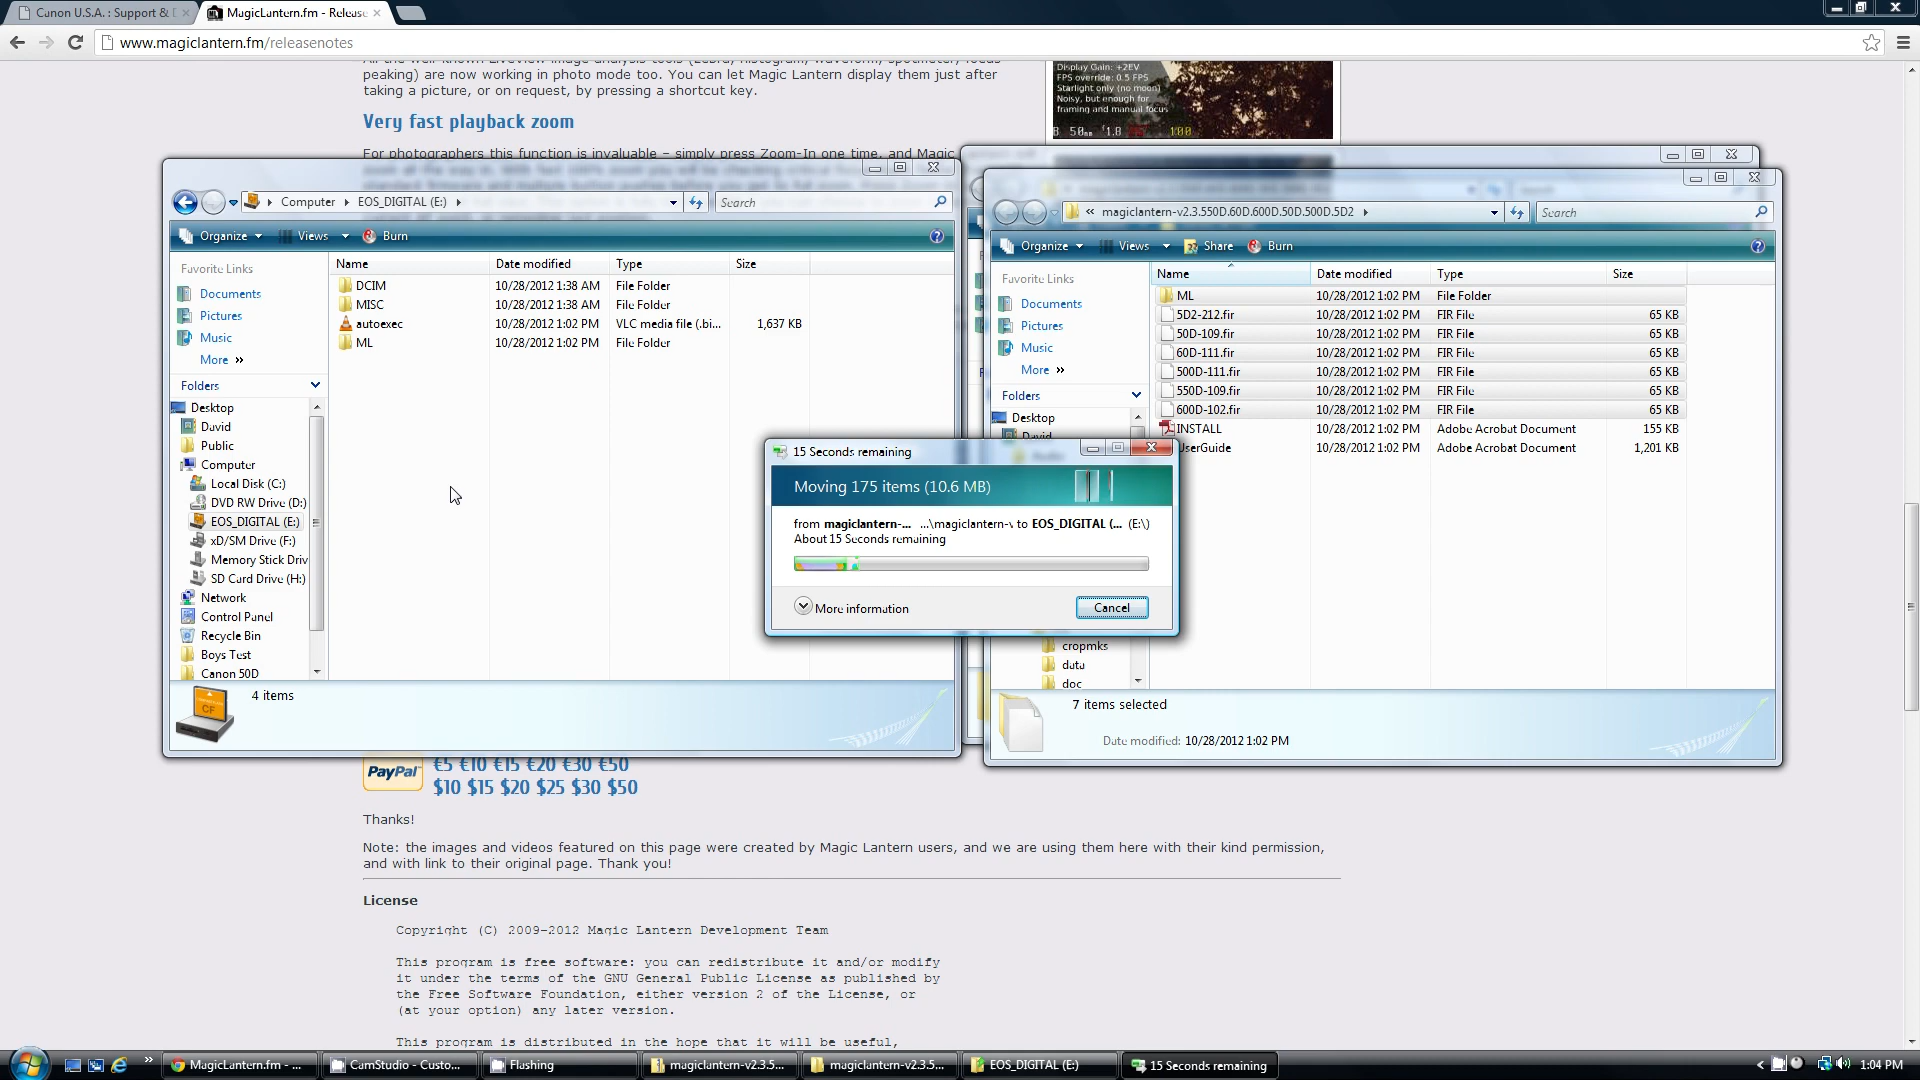 Canon U.S.A. : Support & D
MagicLantern.fm - Release
www.magiclantern.fm/releasenotes
peaking) are now working in photo mode too. You can let Magic Lantern display them just after
taking a picture, or on request, by pressing a shortcut key.
Very fast playback zoom
For photographers this function is invaluable – simply press Zoom-In one time, and Magic
Display Gain: +2EV
FPS override: 0.5 FPS
Starlight only (no moon)
Noisy, but enough for
framing and manual focus
Computer
EOS_DIGITAL (E:)
Search
Organize
Views
Burn
Favorite Links
Documents
Pictures
Music
More »
Folders
Desktop
David
Public
Computer
Local Disk (C:)
DVD RW Drive (D:)
EOS_DIGITAL (E:)
xD/SM Drive (F:)
Memory Stick Driv
SD Card Drive (H:)
Network
Control Panel
Recycle Bin
Boys Test
Canon 50D
Name Date modified Type Size
DCIM 10/28/2012 1:38 AM File Folder
MISC 10/28/2012 1:38 AM File Folder
autoexec 10/28/2012 1:02 PM VLC media file (.bi... 1,637 KB
ML 10/28/2012 1:02 PM File Folder
CF
4 items
« magiclantern-v2.3.550D.60D.600D.50D.500D.5D2
Search
Organize
Views
Share
Burn
Favorite Links
Documents
Pictures
Music
More »
Folders
Desktop
David
cropmks
data
doc
Name Date modified Type Size
ML 10/28/2012 1:02 PM File Folder
5D2-212.fir 10/28/2012 1:02 PM FIR File 65 KB
50D-109.fir 10/28/2012 1:02 PM FIR File 65 KB
60D-111.fir 10/28/2012 1:02 PM FIR File 65 KB
500D-111.fir 10/28/2012 1:02 PM FIR File 65 KB
550D-109.fir 10/28/2012 1:02 PM FIR File 65 KB
600D-102.fir 10/28/2012 1:02 PM FIR File 65 KB
INSTALL 10/28/2012 1:02 PM Adobe Acrobat Document 155 KB
UserGuide 10/28/2012 1:02 PM Adobe Acrobat Document 1,201 KB
7 items selected
Date modified: 10/28/2012 1:02 PM
15 Seconds remaining
Moving 175 items (10.6 MB)
from magiclantern-... ...\magiclantern-v to EOS_DIGITAL (... (E:\)
About 15 Seconds remaining
More information
Cancel
PayPal
€5 €10 €15 €20 €30 €50
$10 $15 $20 $25 $30 $50
Thanks!
Note: the images and videos featured on this page were created by Magic Lantern users, and we are using them here with their kind permission,
and with link to their original page. Thank you!
License
Copyright (C) 2009-2012 Magic Lantern Development Team
This program is free software: you can redistribute it and/or modify
it under the terms of the GNU General Public License as published by
the Free Software Foundation, either version 2 of the License, or
(at your option) any later version.
This program is distributed in the hope that it will be useful,
MagicLantern.fm - ...
CamStudio - Custo...
Flashing
magiclantern-v2.3.5...
magiclantern-v2.3.5...
EOS_DIGITAL (E:)
15 Seconds remaining
1:04 PM